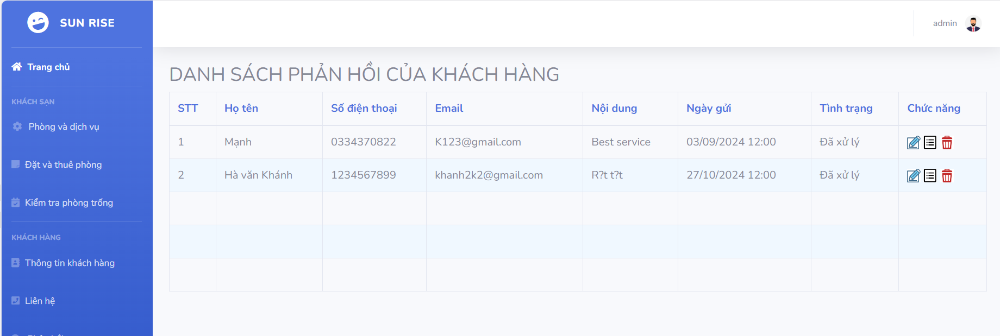 SUN RISE
admin
Trang chủ
KHÁCH SẠN
Phòng và dịch vụ
Đặt và thuê phòng
Kiểm tra phòng trống
KHÁCH HÀNG
Thông tin khách hàng
Liên hệ
DANH SÁCH PHẢN HỒI CỦA KHÁCH HÀNG
STT Họ tên Số điện thoại Email Nội dung Ngày gửi Tình trạng Chức năng
1 Mạnh 0334370822 K123@gmail.com Best service 03/09/2024 12:00 Đã xử lý
2 Hà văn Khánh 1234567899 khanh2k2@gmail.com R?t t?t 27/10/2024 12:00 Đã xử lý